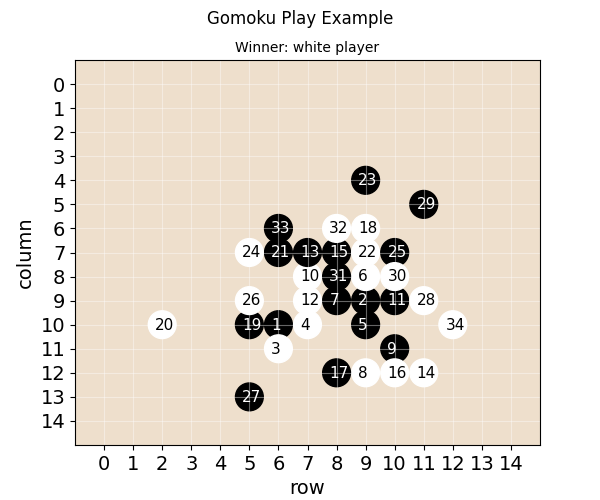 Gomoku Play Example
Winner: white player
0
1
2
3
4 23
5 29
6 33 32 18
7 24 21 13 15 22 25
8 10 31 6 30
9 26 12 7 2 11 28
10 20 19 1 4 5 34
11 3 9
12 17 8 16 14
13 27
14
column
0 1 2 3 4 5 6 7 8 9 10 11 12 13 14
row